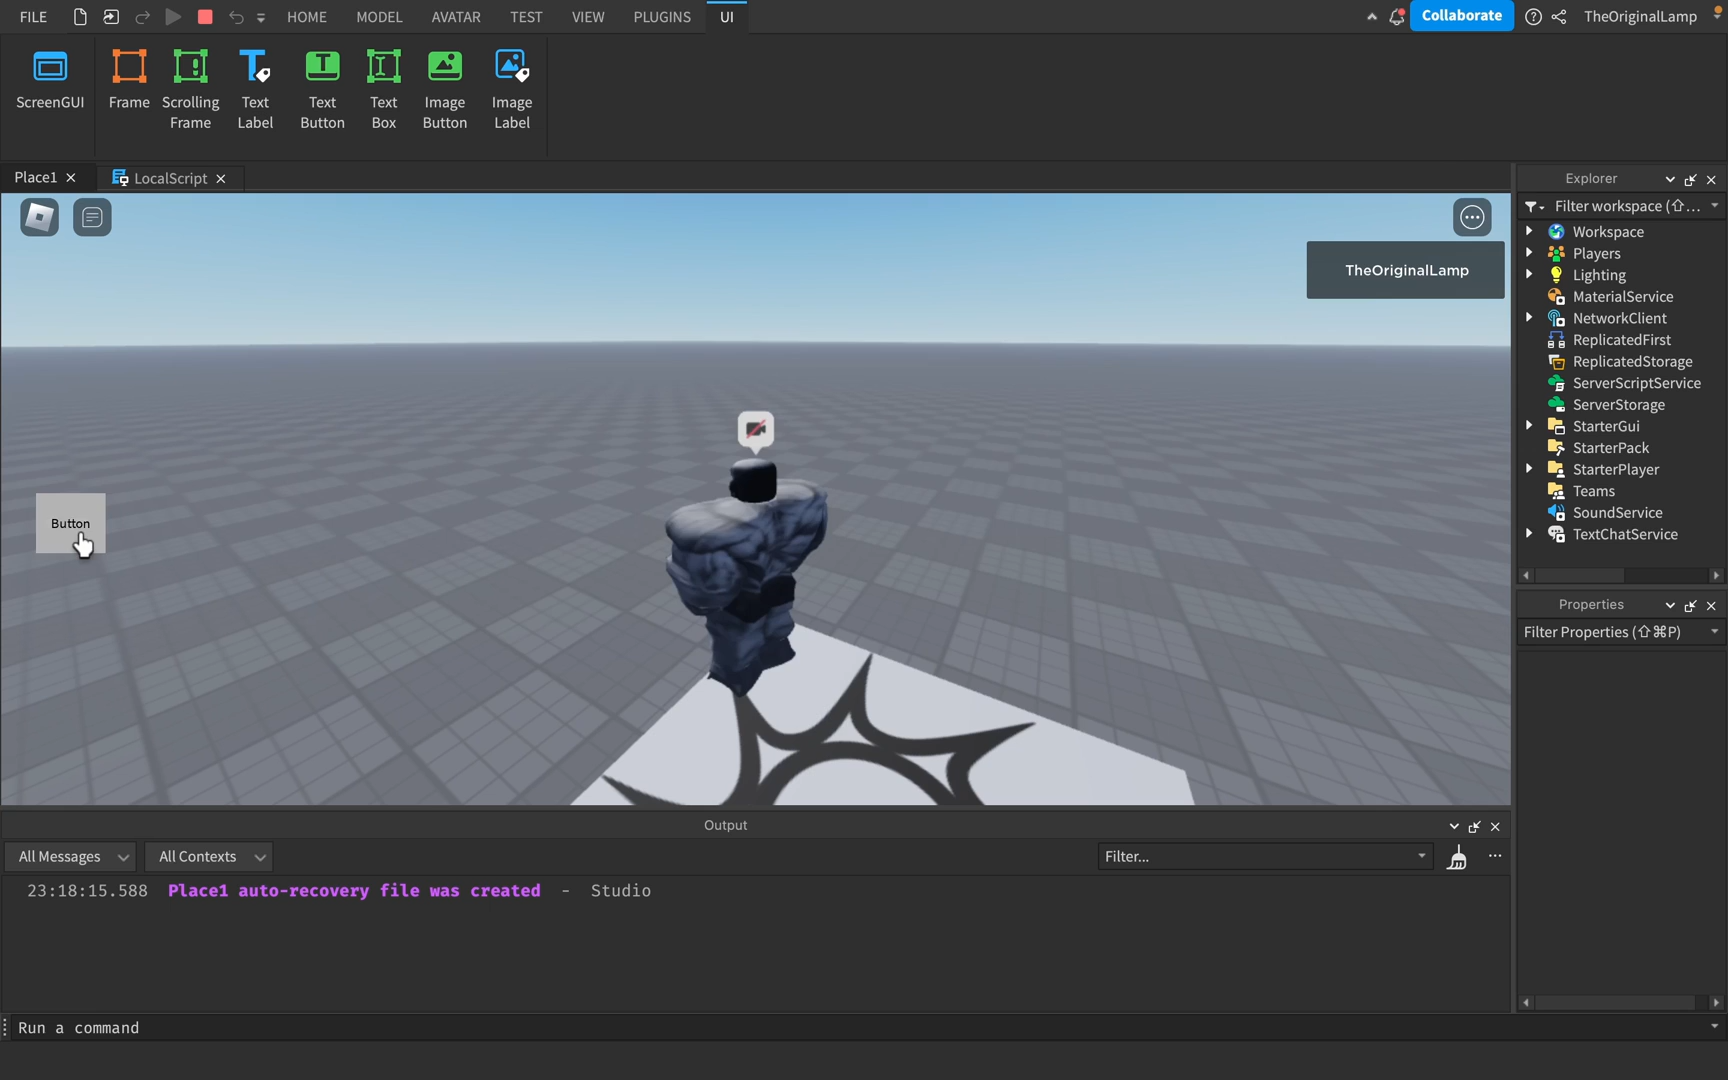 FILE HOME MODEL AVATAR TEST VIEW PLUGINS UI Collaborate TheOriginalLamp
ScreenGUI
Frame
Scrolling
Frame
Text
Label
Text
Button
Text
Box
Image
Button
Image
Label
Place1
LocalScript
TheOriginalLamp
Button
Explorer
Filter workspace (⇧...
Workspace
Players
Lighting
MaterialService
NetworkClient
ReplicatedFirst
ReplicatedStorage
ServerScriptService
ServerStorage
StarterGui
StarterPack
StarterPlayer
Teams
SoundService
TextChatService
Properties
Filter Properties (⇧⌘P)
Output
All Messages All Contexts Filter...
23:18:15.588 Place1 auto-recovery file was created - Studio
Run a command